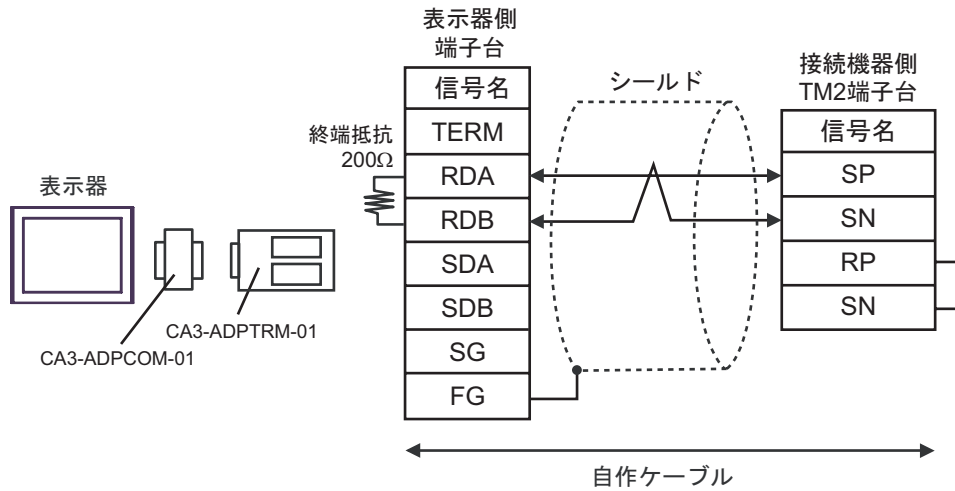 表示器
CA3-ADPCOM-01
CA3-ADPTRM-01
終端抵抗
200Ω
表示器側
端子台
信号名
TERM
RDA
RDB
SDA
SDB
SG
FG
シールド
接続機器側
TM2端子台
信号名
SP
SN
RP
SN
自作ケーブル